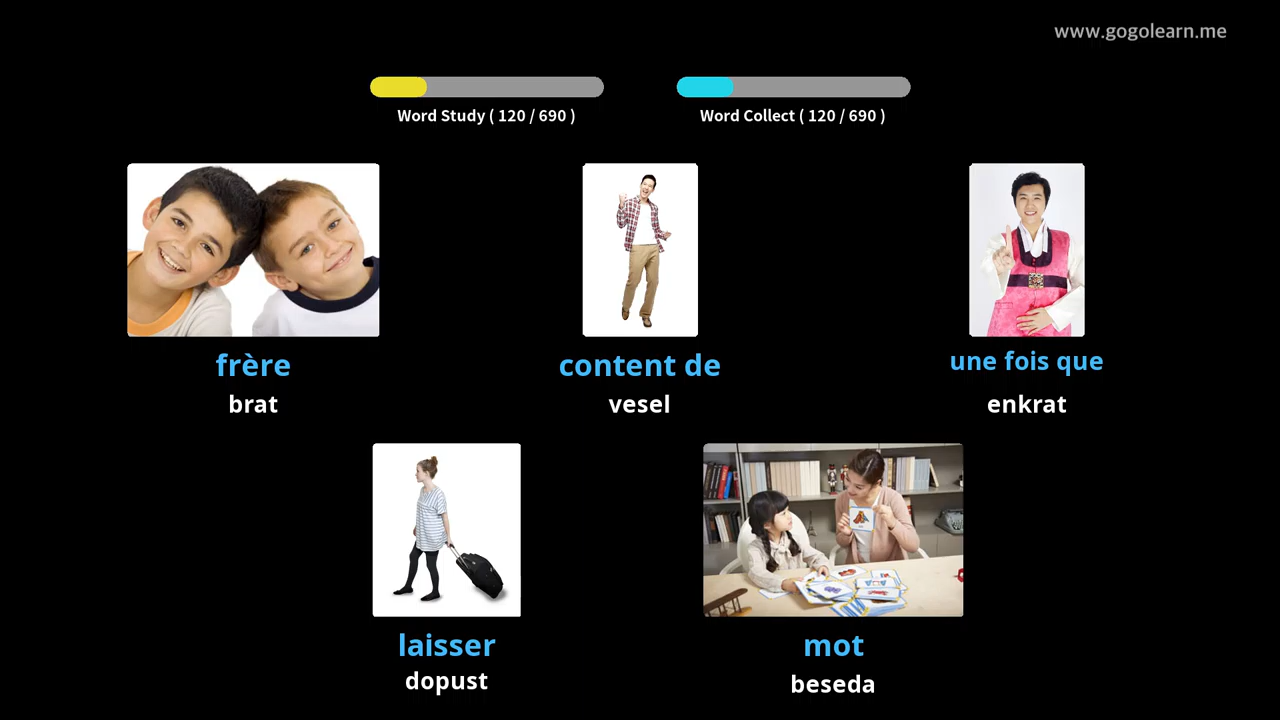 www.gogolearn.me
Word Study ( 120 / 690 )
Word Collect ( 120 / 690 )
frère
content de
une fois que
brat
vesel
enkrat
laisser
mot
dopust
beseda